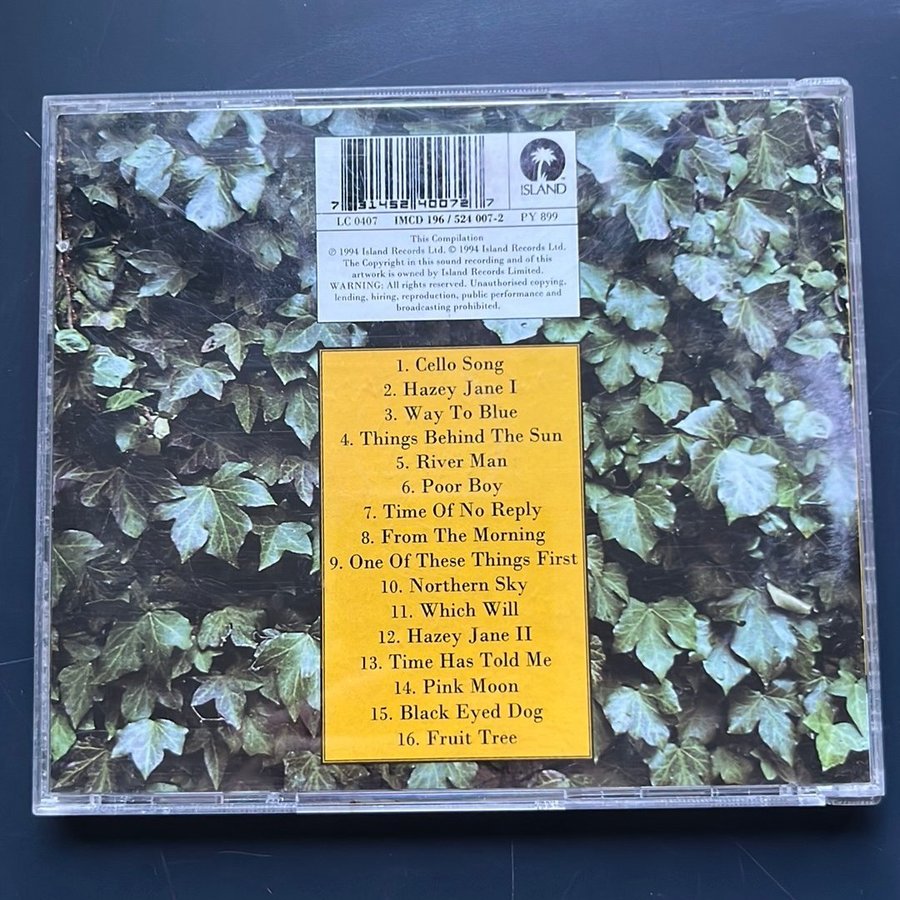 7 31452 40072 7
ISLAND
LC 0407 IMCD 196 / 524 007-2 PY 899
This Compilation
℗ 1994 Island Records Ltd. © 1994 Island Records Ltd.
The Copyright in this sound recording and of this
artwork is owned by Island Records Limited.
WARNING: All rights reserved. Unauthorised copying,
lending, hiring, reproduction, public performance and
broadcasting prohibited.
1. Cello Song
2. Hazey Jane I
3. Way To Blue
4. Things Behind The Sun
5. River Man
6. Poor Boy
7. Time Of No Reply
8. From The Morning
9. One Of These Things First
10. Northern Sky
11. Which Will
12. Hazey Jane II
13. Time Has Told Me
14. Pink Moon
15. Black Eyed Dog
16. Fruit Tree